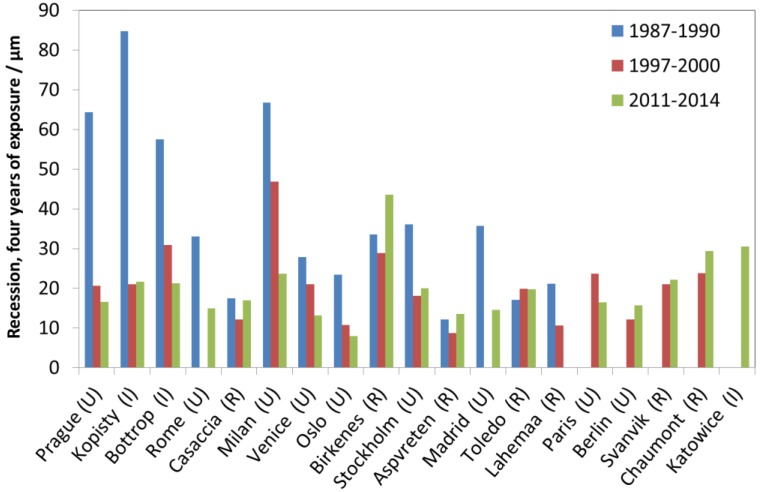 Recession, four years of exposure / µm
90
80
70
60
50
40
30
20
10
0
1987-1990
1997-2000
2011-2014
Prague (U)
Kopisty (I)
Bottrop (I)
Rome (U)
Casaccia (R)
Milan (U)
Venice (U)
Oslo (U)
Birkenes (R)
Stockholm (U)
Aspvreten (R)
Madrid (U)
Toledo (R)
Lahemaa (R)
Paris (U)
Berlin (U)
Svanvik (R)
Chaumont (R)
Katowice (I)